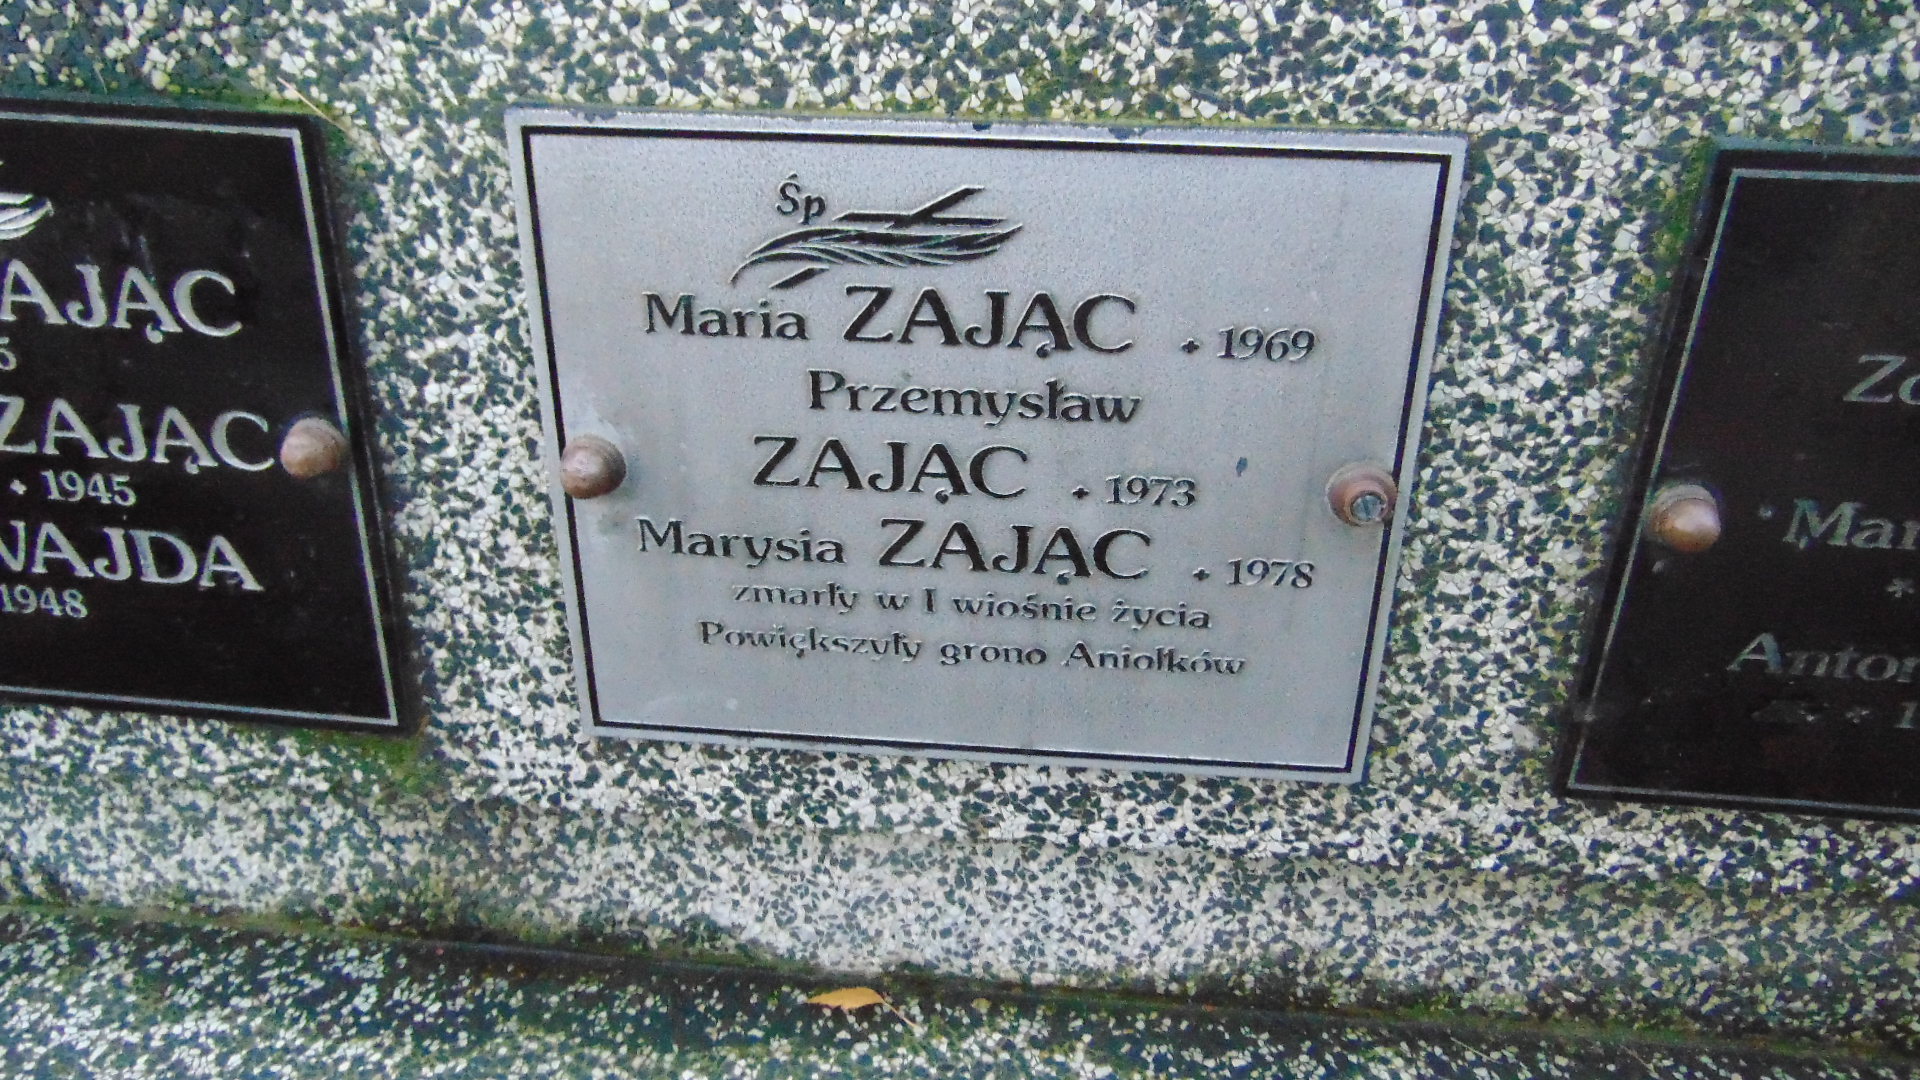 ZAJĄC
ZAJĄC
+ 1945
WAJDA
1948
Śp
Maria ZAJĄC + 1969
Przemysław
ZAJĄC + 1973
Marysia ZAJĄC + 1978
zmarły w I wiośnie życia
Powiększyły grono Aniołków